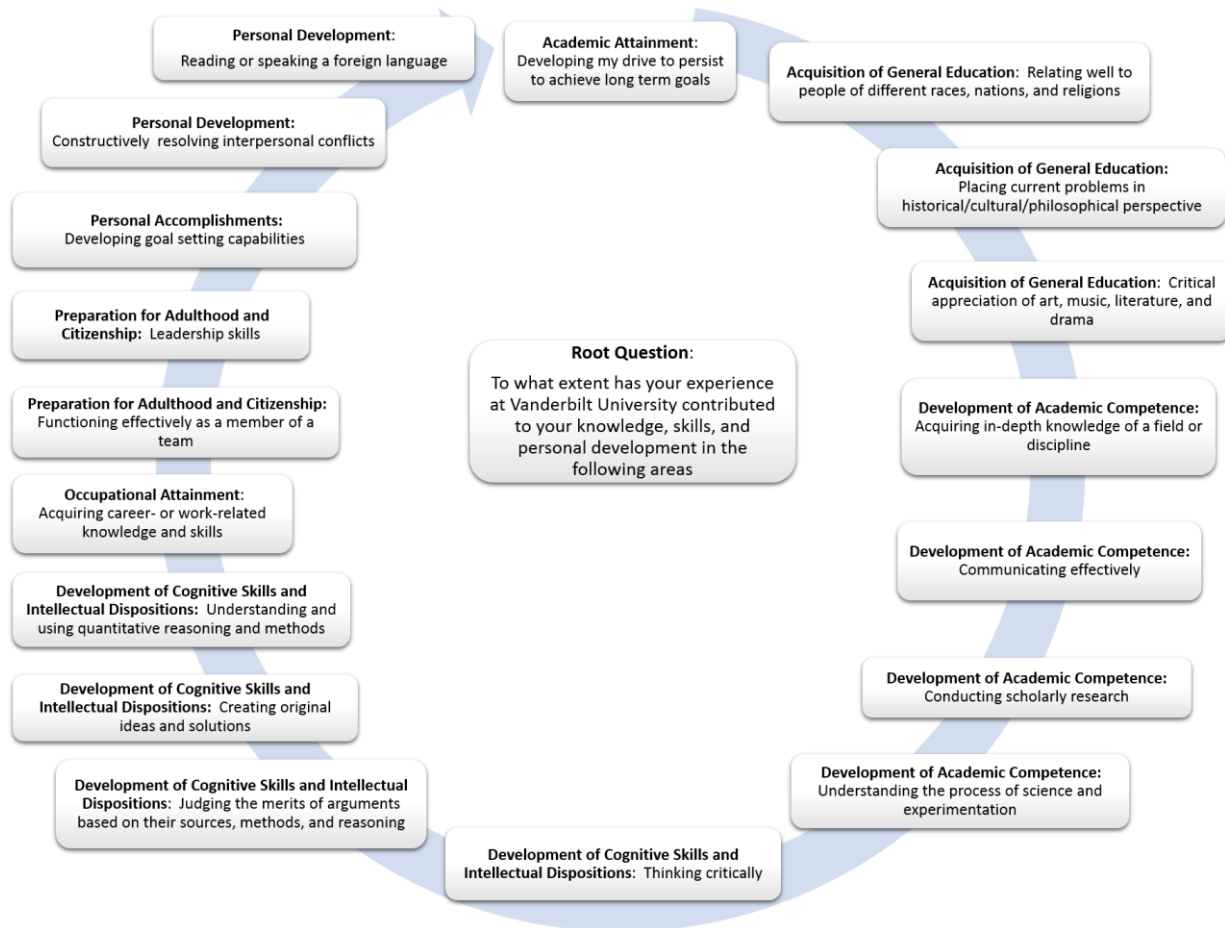 Academic Attainment:
Developing my drive to persist
to achieve long term goals
Acquisition of General Education: Relating well to
people of different races, nations, and religions
Acquisition of General Education:
Placing current problems in
historical/cultural/philosophical perspective
Acquisition of General Education: Critical
appreciation of art, music, literature, and
drama
Development of Academic Competence:
Acquiring in-depth knowledge of a field or
discipline
Development of Academic Competence:
Communicating effectively
Development of Academic Competence:
Conducting scholarly research
Development of Academic Competence:
Understanding the process of science and
experimentation
Development of Cognitive Skills and
Intellectual Dispositions: Thinking critically
Development of Cognitive Skills and Intellectual
Dispositions: Judging the merits of arguments
based on their sources, methods, and reasoning
Development of Cognitive Skills and
Intellectual Dispositions: Creating original
ideas and solutions
Development of Cognitive Skills and
Intellectual Dispositions: Understanding and
using quantitative reasoning and methods
Occupational Attainment:
Acquiring career- or work-related
knowledge and skills
Preparation for Adulthood and Citizenship:
Functioning effectively as a member of a
team
Preparation for Adulthood and
Citizenship: Leadership skills
Personal Accomplishments:
Developing goal setting capabilities
Personal Development:
Constructively resolving interpersonal conflicts
Personal Development:
Reading or speaking a foreign language
Root Question:
To what extent has your experience
at Vanderbilt University contributed
to your knowledge, skills, and
personal development in the
following areas